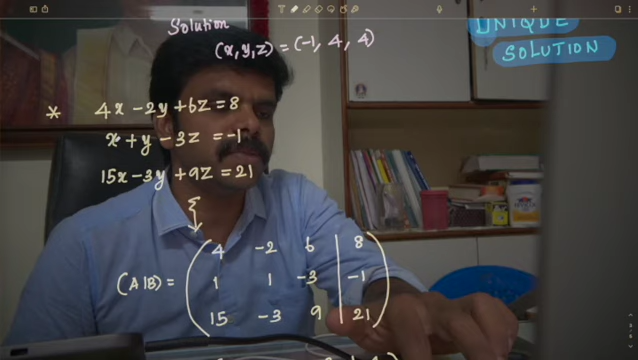 Solution
UNIQUE
(x, y, z) = (-1, 4, 4)
SOLUTION
* 4x - 2y + 6z = 8
x + y - 3z = -1
15x - 3y + 9z = 21
(A|B) = ( 4 -2 6 | 8
1 1 -3 | -1
15 -3 9 | 21 )